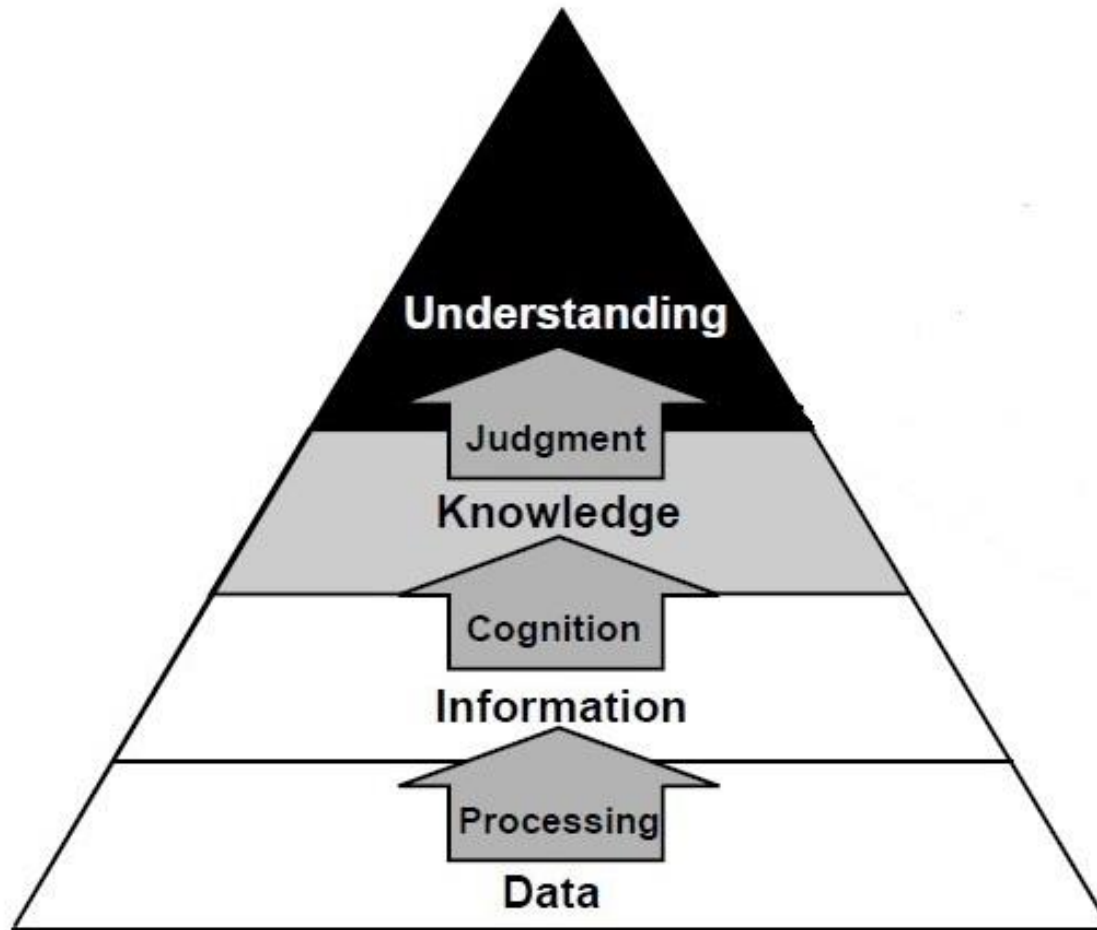 Understanding
Judgment
Knowledge
Cognition
Information
Processing
Data